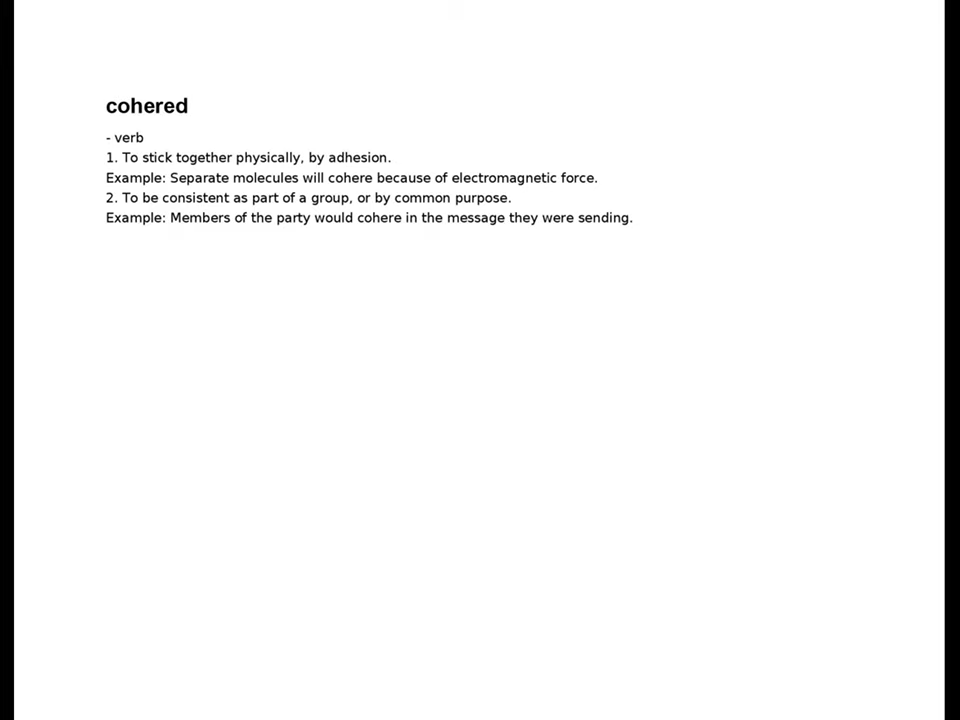 cohered
- verb
1. To stick together physically, by adhesion.
Example: Separate molecules will cohere because of electromagnetic force.
2. To be consistent as part of a group, or by common purpose.
Example: Members of the party would cohere in the message they were sending.